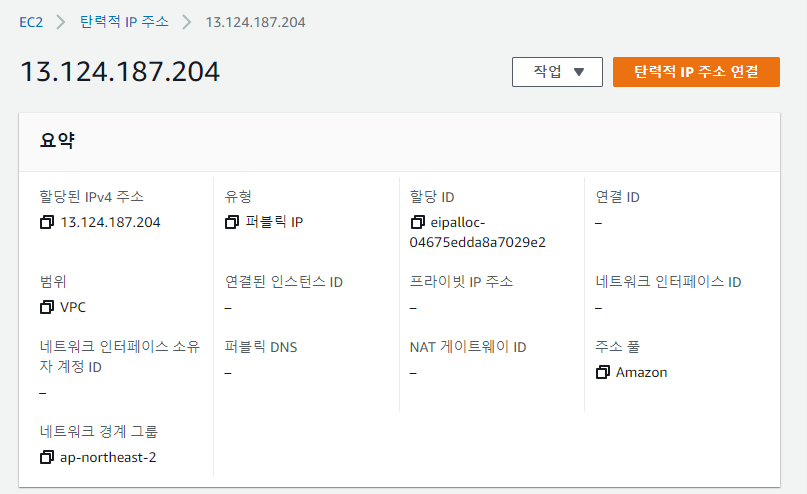 EC2 > 탄력적 IP 주소 > 13.124.187.204
13.124.187.204
작업 ▼
탄력적 IP 주소 연결
요약
할당된 IPv4 주소
13.124.187.204
유형
퍼블릭 IP
할당 ID
eipalloc-
04675edda8a7029e2
연결 ID
–
범위
VPC
연결된 인스턴스 ID
–
프라이빗 IP 주소
–
네트워크 인터페이스 ID
–
네트워크 인터페이스 소유
자 계정 ID
–
퍼블릭 DNS
–
NAT 게이트웨이 ID
–
주소 풀
Amazon
네트워크 경계 그룹
ap-northeast-2